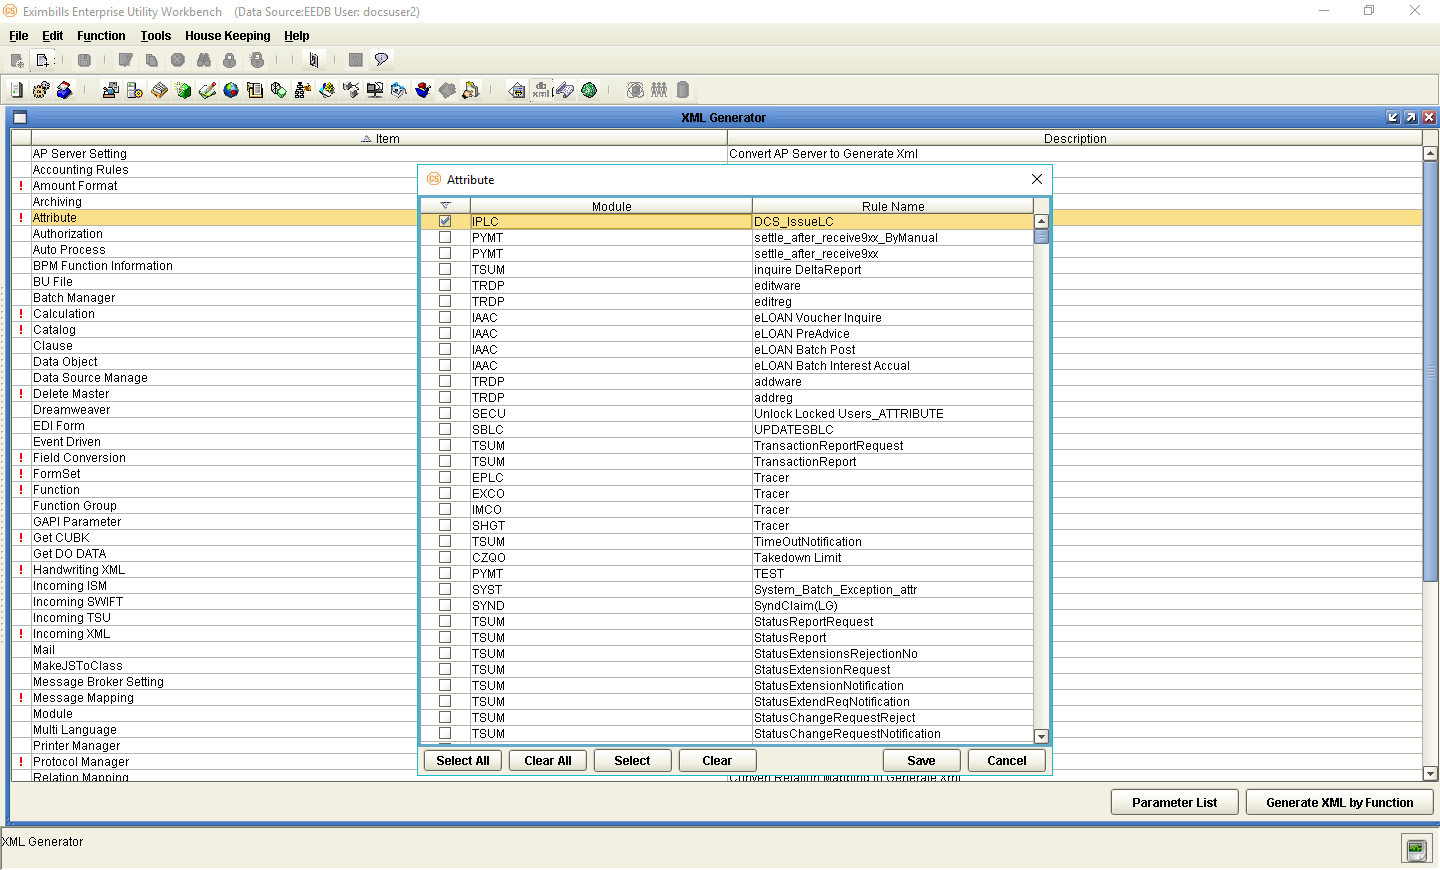 Eximbills Enterprise Utility Workbench (Data Source:EEDB User: docsuser2)
File Edit Function Tools House Keeping Help
XML Generator
Item Description
AP Server Setting Convert AP Server to Generate Xml
Accounting Rules
! Amount Format
Archiving
! Attribute
Authorization
Auto Process
BPM Function Information
BU File
Batch Manager
! Calculation
! Catalog
Clause
Data Object
Data Source Manage
! Delete Master
Dreamweaver
EDI Form
Event Driven
! Field Conversion
! FormSet
! Function
Function Group
GAPI Parameter
! Get CUBK
Get DO DATA
! Handwriting XML
Incoming ISM
Incoming SWIFT
Incoming TSU
! Incoming XML
Mail
MakeJSToClass
Message Broker Setting
! Message Mapping
Module
Multi Language
Printer Manager
! Protocol Manager
Relation Mapping Convert Relation Mapping to Generate Xml
CS Attribute
Module Rule Name
IPLC DCS_IssueLC
PYMT settle_after_receive9xx_ByManual
PYMT settle_after_receive9xx
TSUM inquire DeltaReport
TRDP editware
TRDP editreg
IAAC eLOAN Voucher Inquire
IAAC eLOAN PreAdvice
IAAC eLOAN Batch Post
IAAC eLOAN Batch Interest Accual
TRDP addware
TRDP addreg
SECU Unlock Locked Users_ATTRIBUTE
SBLC UPDATESBLC
TSUM TransactionReportRequest
TSUM TransactionReport
EPLC Tracer
EXCO Tracer
IMCO Tracer
SHGT Tracer
TSUM TimeOutNotification
CZQO Takedown Limit
PYMT TEST
SYST System_Batch_Exception_attr
SYND SyndClaim(LG)
TSUM StatusReportRequest
TSUM StatusReport
TSUM StatusExtensionsRejectionNo
TSUM StatusExtensionRequest
TSUM StatusExtensionNotification
TSUM StatusExtendReqNotification
TSUM StatusChangeRequestReject
TSUM StatusChangeRequestNotification
Select All Clear All Select Clear Save Cancel
Parameter List Generate XML by Function
XML Generator